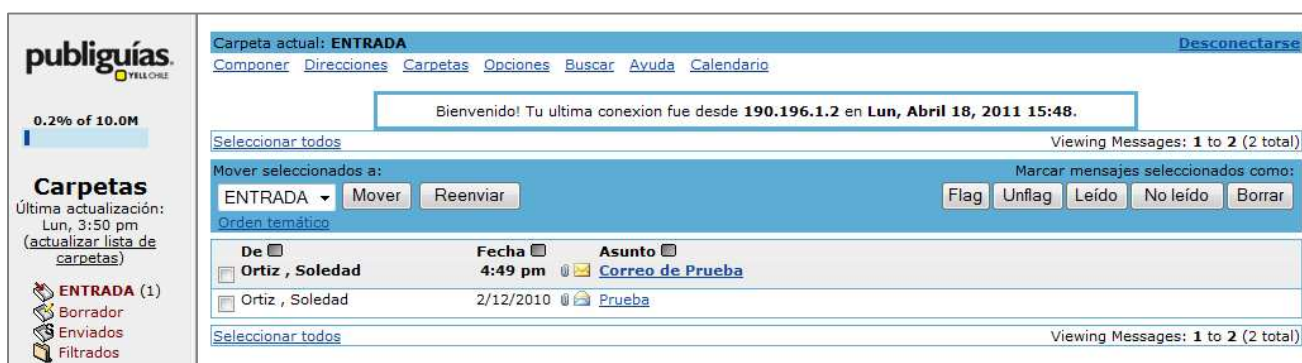 publiguías.
YELL CHILE
0.2% of 10.0M
Carpetas
Última actualización:
Lun, 3:50 pm
(actualizar lista de
carpetas)
ENTRADA (1)
Borrador
Enviados
Filtrados
Carpeta actual: ENTRADA
Desconectarse
Componer Direcciones Carpetas Opciones Buscar Ayuda Calendario
Bienvenido! Tu ultima conexion fue desde 190.196.1.2 en Lun, Abril 18, 2011 15:48.
Seleccionar todos
Viewing Messages: 1 to 2 (2 total)
Mover seleccionados a:
Marcar mensajes seleccionados como:
ENTRADA Mover Reenviar
Flag Unflag Leído No leído Borrar
Orden temático
De Fecha Asunto
Ortiz , Soledad 4:49 pm Correo de Prueba
Ortiz , Soledad 2/12/2010 Prueba
Seleccionar todos
Viewing Messages: 1 to 2 (2 total)